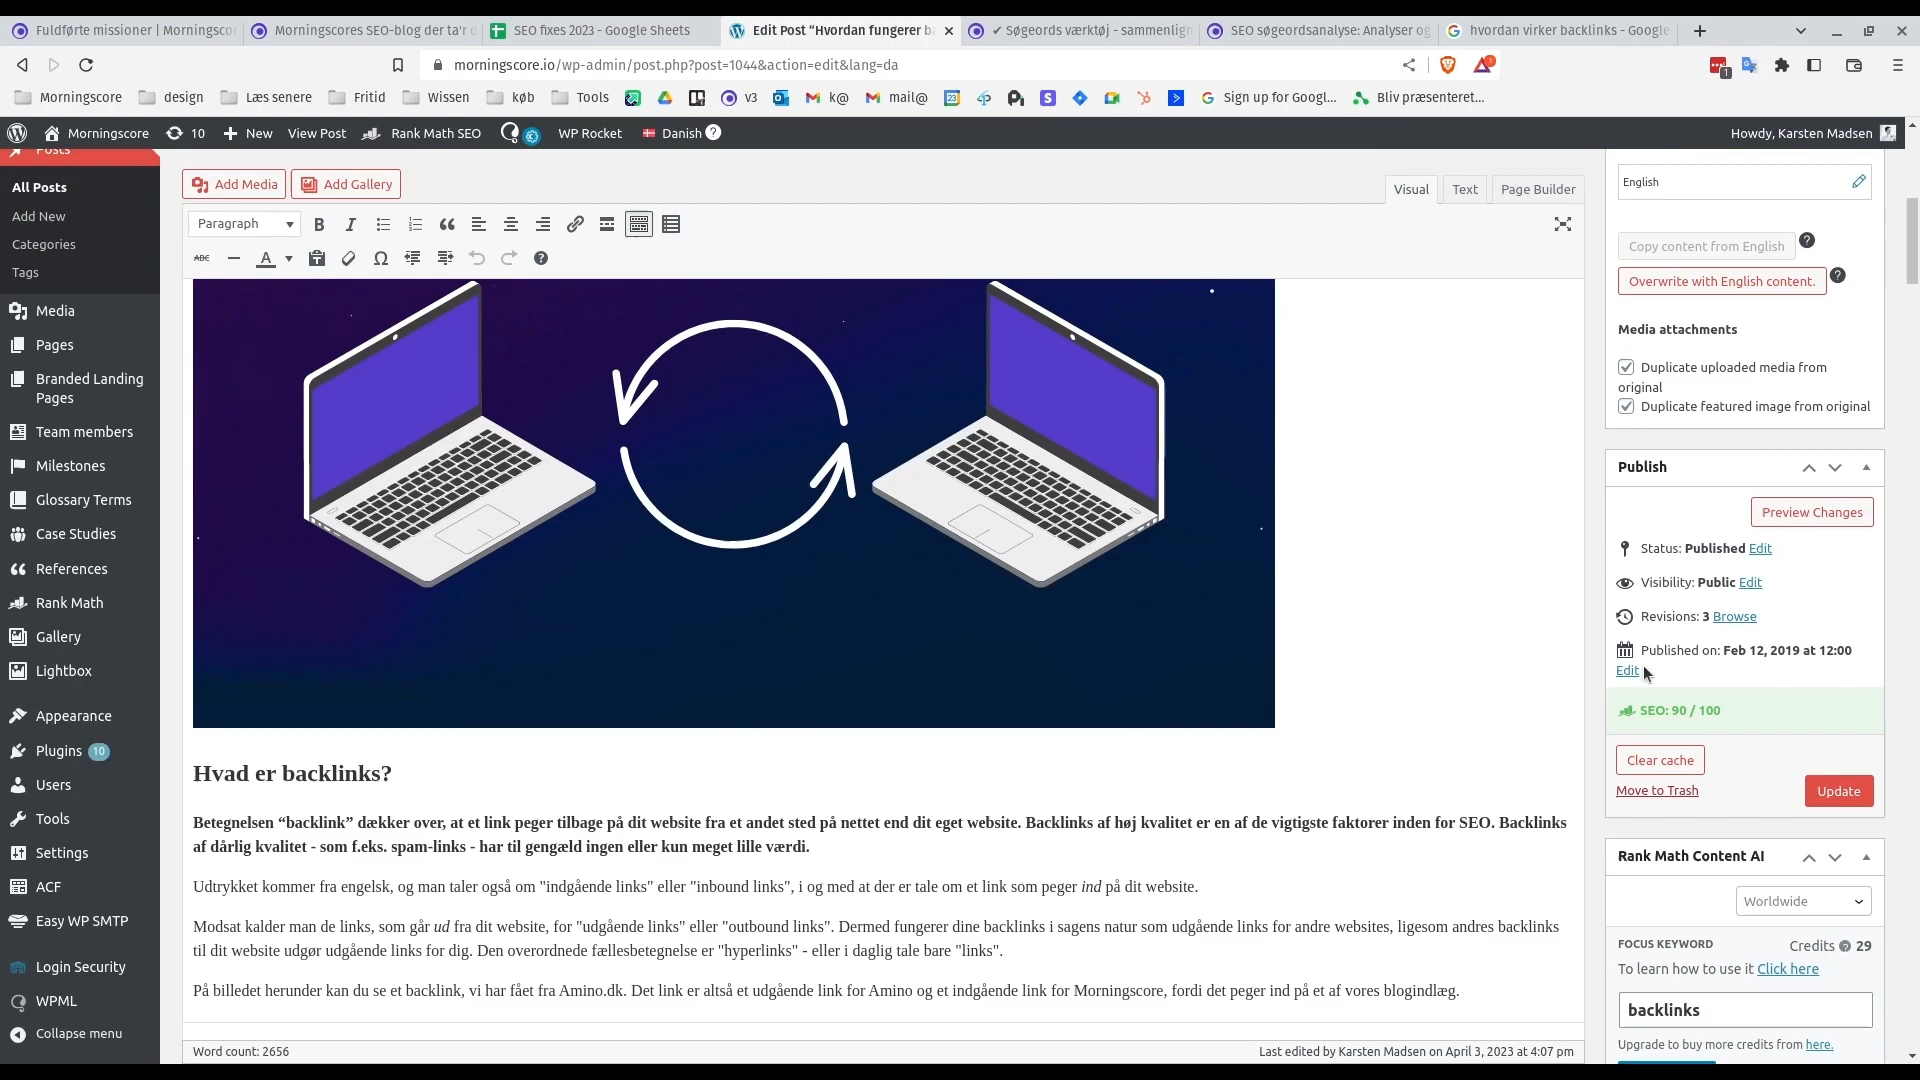 Fuldførte missioner | Morningscor
Morningscores SEO-blog der ta'r d
SEO fixes 2023 - Google Sheets
Edit Post “Hvordan fungerer ba
✔ Søgeords værktøj - sammenlign
SEO søgeordsanalyse: Analyser og
hvordan virker backlinks - Google
morningscore.io/wp-admin/post.php?post=1044&action=edit&lang=da
Morningscore
design
Læs senere
Fritid
Wissen
køb
Tools
v3
k@
mail@
Sign up for Googl...
Bliv præsenteret...
Morningscore
10
New
View Post
Rank Math SEO
WP Rocket
Danish
Howdy, Karsten Madsen
Posts
All Posts
Add New
Categories
Tags
Media
Pages
Branded Landing
Pages
Team members
Milestones
Glossary Terms
Case Studies
References
Rank Math
Gallery
Lightbox
Appearance
Plugins 10
Users
Tools
Settings
ACF
Easy WP SMTP
Login Security
WPML
Collapse menu
Add Media
Add Gallery
Visual
Text
Page Builder
Paragraph
B
I
ABC
A
Hvad er backlinks?
Betegnelsen “backlink” dækker over, at et link peger tilbage på dit website fra et andet sted på nettet end dit eget website. Backlinks af høj kvalitet er en af de vigtigste faktorer inden for SEO. Backlinks
af dårlig kvalitet - som f.eks. spam-links - har til gengæld ingen eller kun meget lille værdi.
Udtrykket kommer fra engelsk, og man taler også om "indgående links" eller "inbound links", i og med at der er tale om et link som peger ind på dit website.
Modsat kalder man de links, som går ud fra dit website, for "udgående links" eller "outbound links". Dermed fungerer dine backlinks i sagens natur som udgående links for andre websites, ligesom andres backlinks
til dit website udgør udgående links for dig. Den overordnede fællesbetegnelse er "hyperlinks" - eller i daglig tale bare "links".
På billedet herunder kan du se et backlink, vi har fået fra Amino.dk. Det link er altså et udgående link for Amino og et indgående link for Morningscore, fordi det peger ind på et af vores blogindlæg.
Word count: 2656
Last edited by Karsten Madsen on April 3, 2023 at 4:07 pm
English
Copy content from English
Overwrite with English content.
Media attachments
Duplicate uploaded media from
original
Duplicate featured image from original
Publish
Preview Changes
Status: Published Edit
Visibility: Public Edit
Revisions: 3 Browse
Published on: Feb 12, 2019 at 12:00
Edit
SEO: 90 / 100
Clear cache
Move to Trash
Update
Rank Math Content AI
Worldwide
FOCUS KEYWORD
Credits 29
To learn how to use it Click here
backlinks
Upgrade to buy more credits from here.